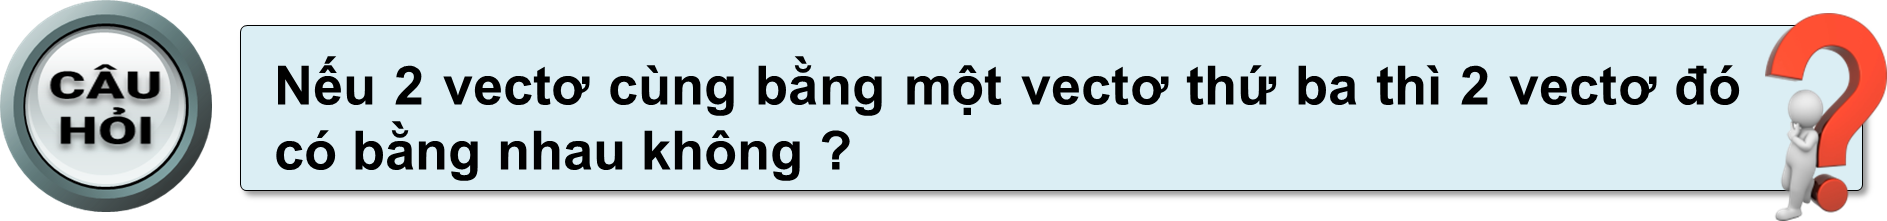 CÂU
HỎI
Nếu 2 vectơ cùng bằng một vectơ thứ ba thì 2 vectơ đó
có bằng nhau không ?